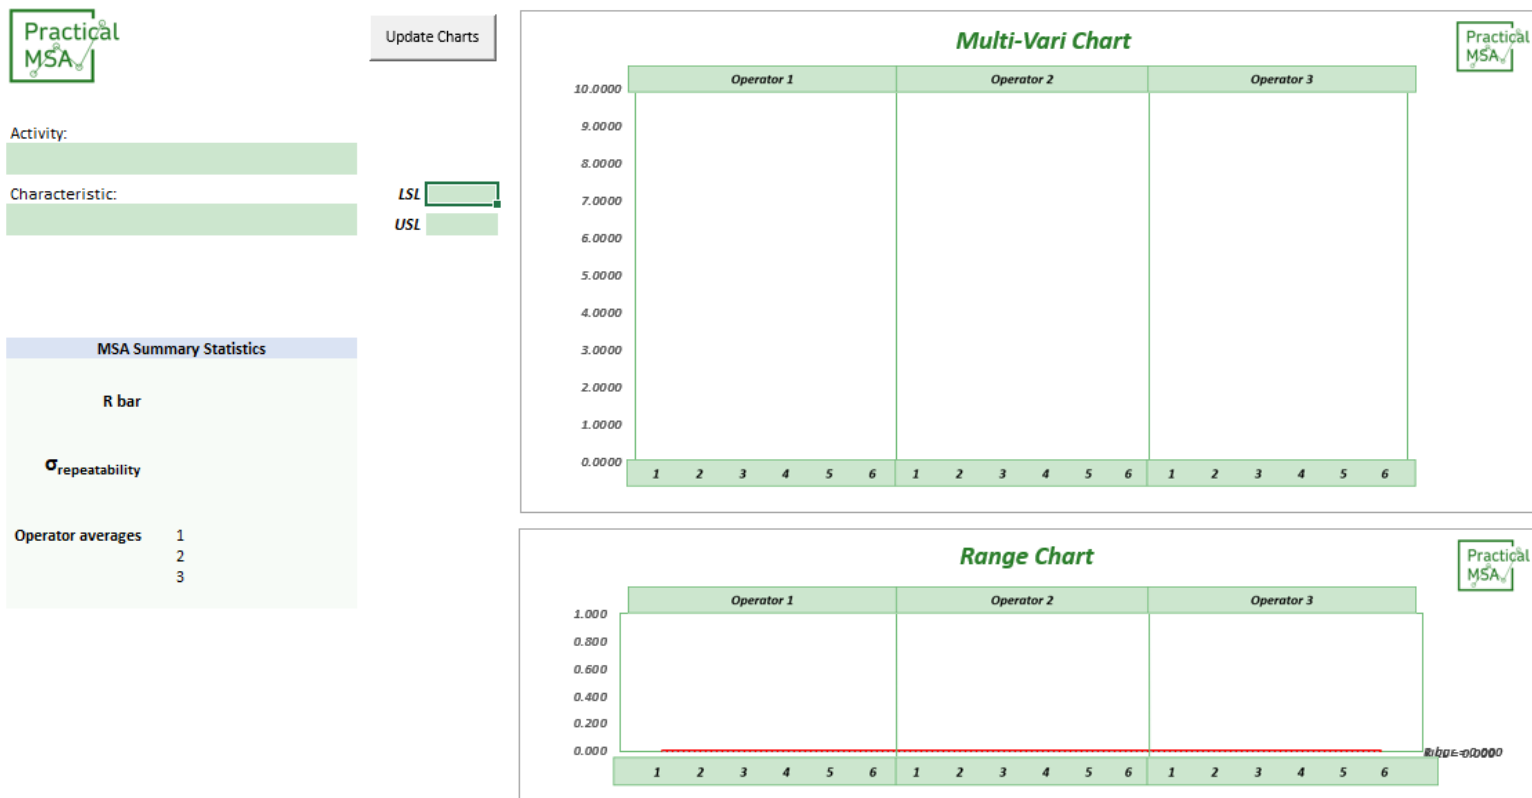 Practical
MSA
Update Charts
Activity:
Characteristic:
LSL
USL
MSA Summary Statistics
R bar
σrepeatability
Operator averages 1
2
3
Multi-Vari Chart
Practical
MSA
Operator 1 Operator 2 Operator 3
10.0000
9.0000
8.0000
7.0000
6.0000
5.0000
4.0000
3.0000
2.0000
1.0000
0.0000
1 2 3 4 5 6 1 2 3 4 5 6 1 2 3 4 5 6
Range Chart
Practical
MSA
Operator 1 Operator 2 Operator 3
1.000
0.800
0.600
0.400
0.200
0.000
1 2 3 4 5 6 1 2 3 4 5 6 1 2 3 4 5 6